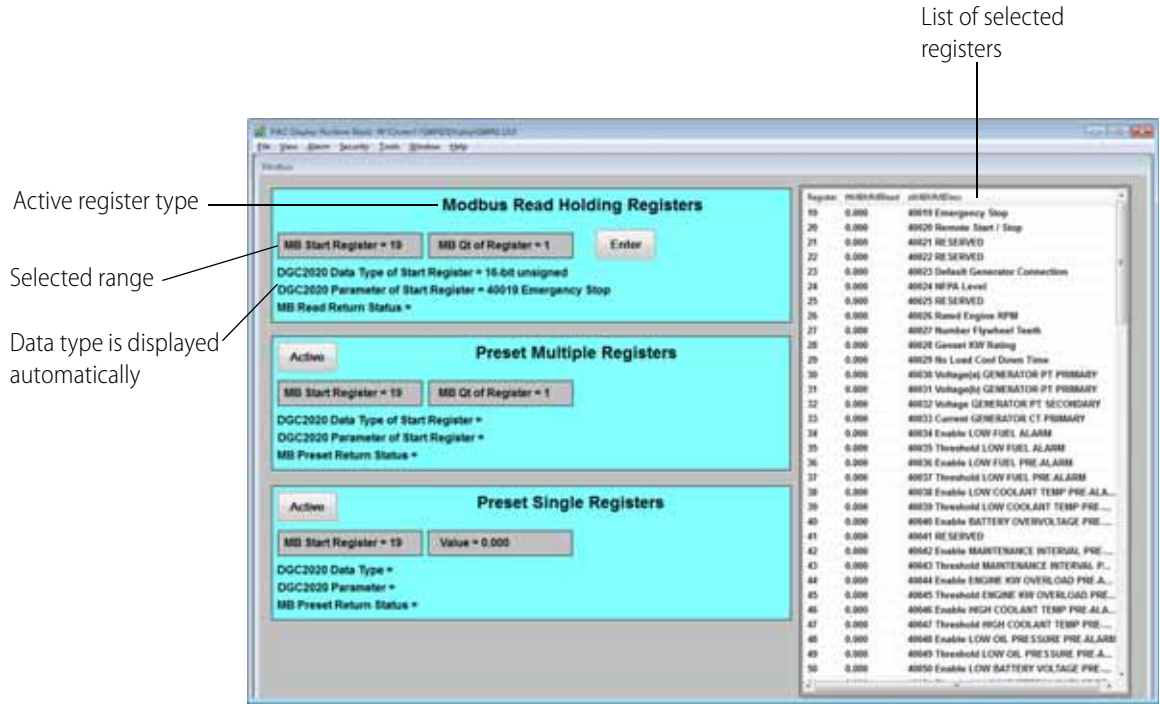 List of selected
registers
File View Alarm Security Tools Window Help
Modbus
Active register type
Selected range
Data type is displayed
automatically
Modbus Read Holding Registers
MB Start Register = 19
MB Qt of Register = 1
Enter
DGC2020 Data Type of Start Register = 16-bit unsigned
DGC2020 Parameter of Start Register = 40019 Emergency Stop
MB Read Return Status =
Active
Preset Multiple Registers
MB Start Register = 19
MB Qt of Register = 1
DGC2020 Data Type of Start Register =
DGC2020 Parameter of Start Register =
MB Preset Return Status =
Active
Preset Single Registers
MB Start Register = 19
Value = 0.000
DGC2020 Data Type =
DGC2020 Parameter =
MB Preset Return Status =
Register
19 0.000 40019 Emergency Stop
20 0.000 40020 Remote Start / Stop
21 0.000 40021 RESERVED
22 0.000 40022 RESERVED
23 0.000 40023 Default Generator Connection
24 0.000 40024 NFPA Level
25 0.000 40025 RESERVED
26 0.000 40026 Rated Engine RPM
27 0.000 40027 Number Flywheel Teeth
28 0.000 40028 Genset KW Rating
29 0.000 40029 No Load Cool Down Time
30 0.000 40030 Voltage(a) GENERATOR PT PRIMARY
31 0.000 40031 Voltage(b) GENERATOR PT PRIMARY
32 0.000 40032 Voltage GENERATOR PT SECONDARY
33 0.000 40033 Current GENERATOR CT PRIMARY
34 0.000 40034 Enable LOW FUEL ALARM
35 0.000 40035 Threshold LOW FUEL ALARM
36 0.000 40036 Enable LOW FUEL PRE-ALARM
37 0.000 40037 Threshold LOW FUEL PRE-ALARM
38 0.000 40038 Enable LOW COOLANT TEMP PRE-ALA...
39 0.000 40039 Threshold LOW COOLANT TEMP PRE-...
40 0.000 40040 Enable BATTERY OVERVOLTAGE PRE-...
41 0.000 40041 RESERVED
42 0.000 40042 Enable MAINTENANCE INTERVAL PRE-...
43 0.000 40043 Threshold MAINTENANCE INTERVAL P...
44 0.000 40044 Enable ENGINE KW OVERLOAD PRE-A...
45 0.000 40045 Threshold ENGINE KW OVERLOAD PRE...
46 0.000 40046 Enable HIGH COOLANT TEMP PRE-ALA...
47 0.000 40047 Threshold HIGH COOLANT TEMP PRE-...
48 0.000 40048 Enable LOW OIL PRESSURE PRE-ALARM
49 0.000 40049 Threshold LOW OIL PRESSURE PRE-A...
50 0.000 40050 Enable LOW BATTERY VOLTAGE PRE-...